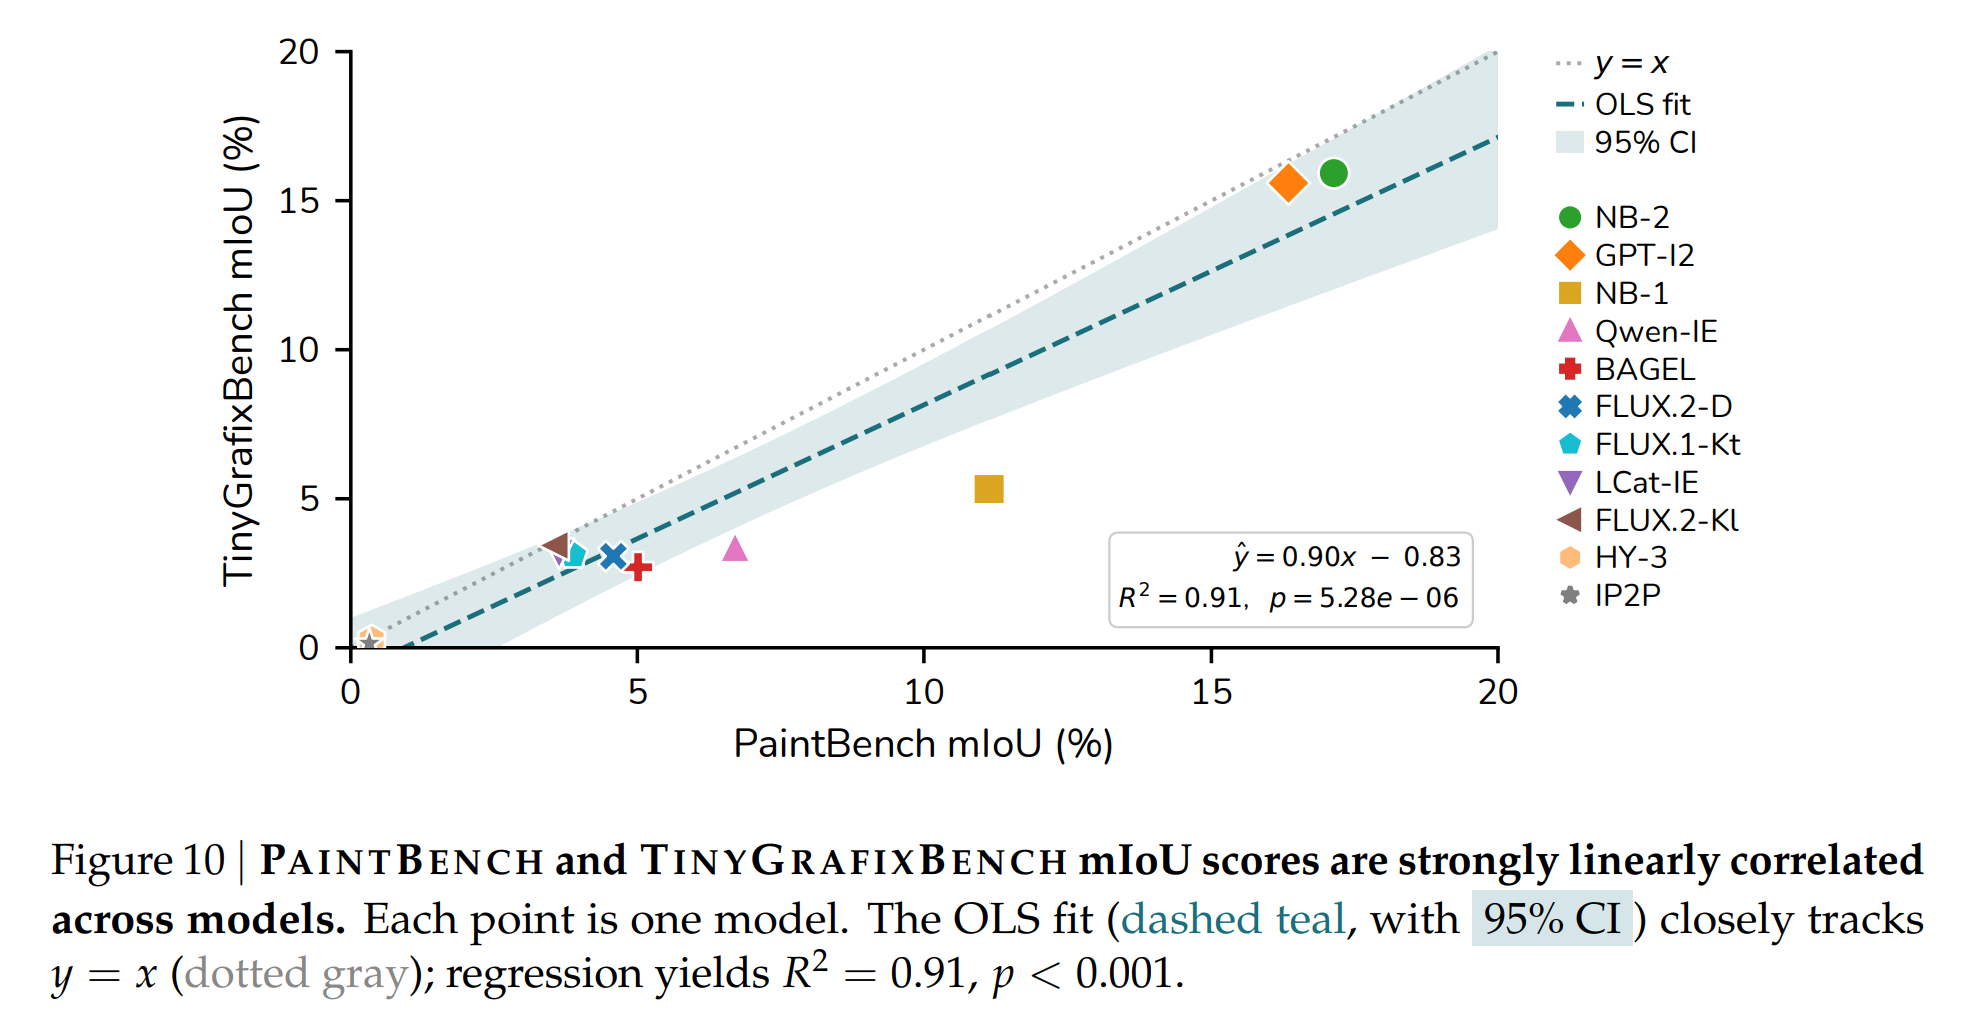 20
15
10
5
0
TinyGrafixBench mIoU (%)
0 5 10 15 20
PaintBench mIoU (%)
ŷ = 0.90x − 0.83
R² = 0.91, p = 5.28e − 06
y = x
OLS fit
95% CI
NB-2
GPT-I2
NB-1
Qwen-IE
BAGEL
FLUX.2-D
FLUX.1-Kt
LCat-IE
FLUX.2-Kl
HY-3
IP2P
Figure 10 | PAINTBENCH and TINYGRAFIXBENCH mIoU scores are strongly linearly correlated
across models. Each point is one model. The OLS fit (dashed teal, with 95% CI) closely tracks
y = x (dotted gray); regression yields R² = 0.91, p < 0.001.